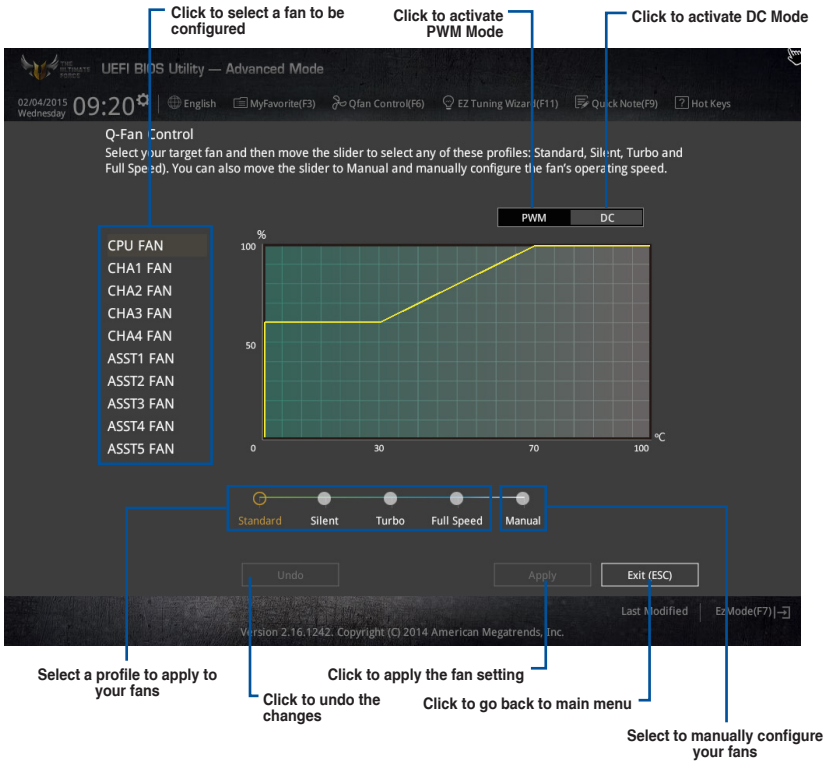 Click to select a fan to be
configured
Click to activate
PWM Mode
Click to activate DC Mode
THE
ULTIMATE
FORCE
UEFI BIOS Utility — Advanced Mode
02/04/2015
Wednesday
09:20
English
MyFavorite(F3)
Qfan Control(F6)
EZ Tuning Wizard(F11)
Quick Note(F9)
? Hot Keys
Q-Fan Control
Select your target fan and then move the slider to select any of these profiles: Standard, Silent, Turbo and
Full Speed). You can also move the slider to Manual and manually configure the fan's operating speed.
PWM
DC
CPU FAN
CHA1 FAN
CHA2 FAN
CHA3 FAN
CHA4 FAN
ASST1 FAN
ASST2 FAN
ASST3 FAN
ASST4 FAN
ASST5 FAN
%
100
50
0
30
70
100
°C
Standard
Silent
Turbo
Full Speed
Manual
Undo
Apply
Exit (ESC)
Last Modified
EzMode(F7)
Version 2.16.1242. Copyright (C) 2014 American Megatrends, Inc.
Select a profile to apply to
your fans
Click to undo the
changes
Click to apply the fan setting
Click to go back to main menu
Select to manually configure
your fans